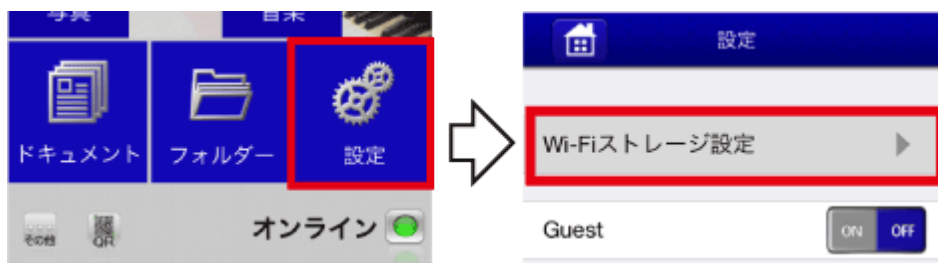 写真
音楽
ドキュメント
フォルダー
設定
その他
QR
オンライン
設定
Wi-Fiストレージ設定
Guest
ON
OFF